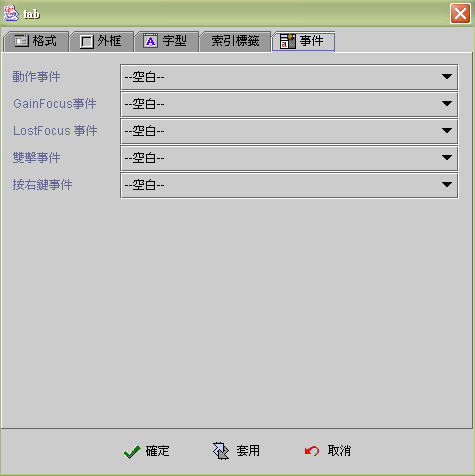 tab
格式 外框 字型 索引標籤 事件
動作事件 --空白--
GainFocus事件 --空白--
LostFocus 事件 --空白--
雙擊事件 --空白--
按右鍵事件 --空白--
確定 套用 取消